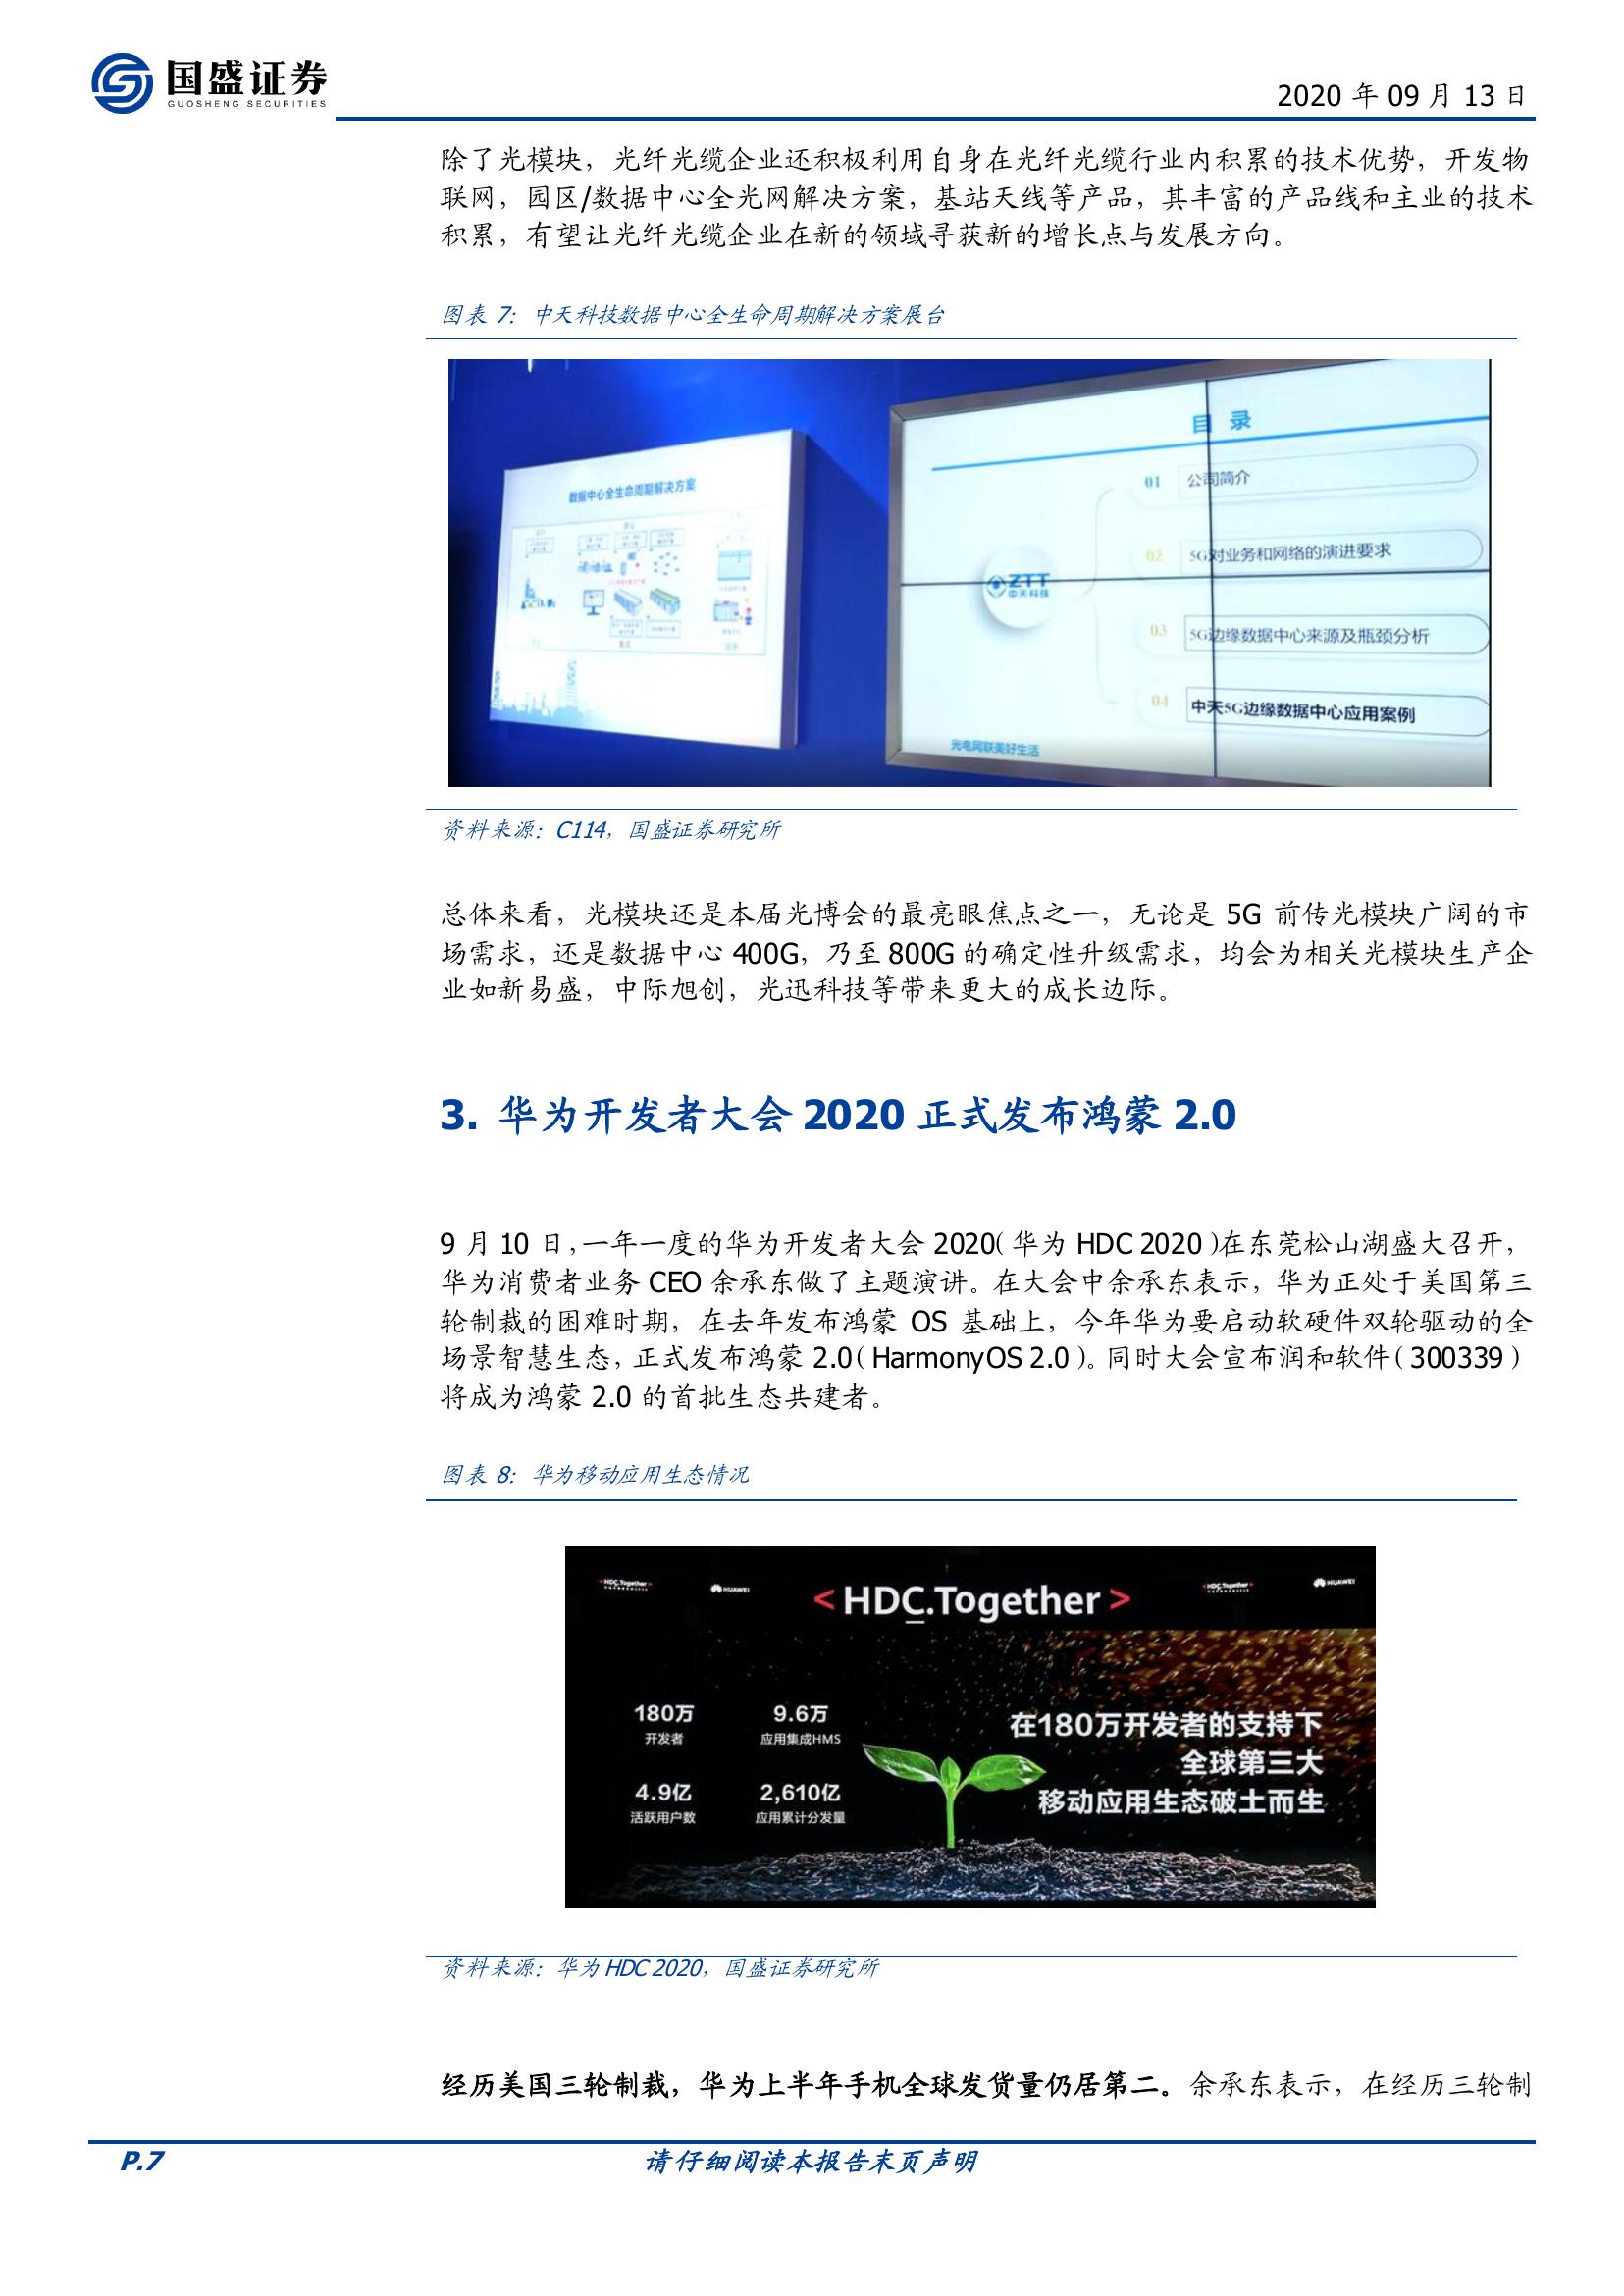 国盛证券
GUOSHENG SECURITIES
2020 年 09 月 13 日
除了光模块，光纤光缆企业还积极利用自身在光纤光缆行业内积累的技术优势，开发物
联网，园区/数据中心全光网解决方案，基站天线等产品，其丰富的产品线和主业的技术
积累，有望让光纤光缆企业在新的领域寻获新的增长点与发展方向。
图表 7：中天科技数据中心全生命周期解决方案展台
数据中心全生命周期解决方案
目 录
01 公司简介
02 5G对业务和网络的演进要求
ZTT
中天科技
03 5G边缘数据中心来源及瓶颈分析
04 中天5G边缘数据中心应用案例
光电网联美好生活
资料来源：C114，国盛证券研究所
总体来看，光模块还是本届光博会的最亮眼焦点之一，无论是 5G 前传光模块广阔的市
场需求，还是数据中心 400G，乃至 800G 的确定性升级需求，均会为相关光模块生产企
业如新易盛，中际旭创，光迅科技等带来更大的成长边际。
3. 华为开发者大会 2020 正式发布鸿蒙 2.0
9 月 10 日，一年一度的华为开发者大会 2020（华为 HDC 2020）在东莞松山湖盛大召开，
华为消费者业务 CEO 余承东做了主题演讲。在大会中余承东表示，华为正处于美国第三
轮制裁的困难时期，在去年发布鸿蒙 OS 基础上，今年华为要启动软硬件双轮驱动的全
场景智慧生态，正式发布鸿蒙 2.0（HarmonyOS 2.0）。同时大会宣布润和软件（300339）
将成为鸿蒙 2.0 的首批生态共建者。
图表 8：华为移动应用生态情况
HDC.Together
HUAWEI
<HDC.Together>
HDC.Together
HUAWEI
180万
开发者
9.6万
应用集成HMS
4.9亿
活跃用户数
2,610亿
应用累计分发量
在180万开发者的支持下
全球第三大
移动应用生态破土而生
资料来源：华为 HDC 2020，国盛证券研究所
经历美国三轮制裁，华为上半年手机全球发货量仍居第二。余承东表示，在经历三轮制
P.7
请仔细阅读本报告末页声明